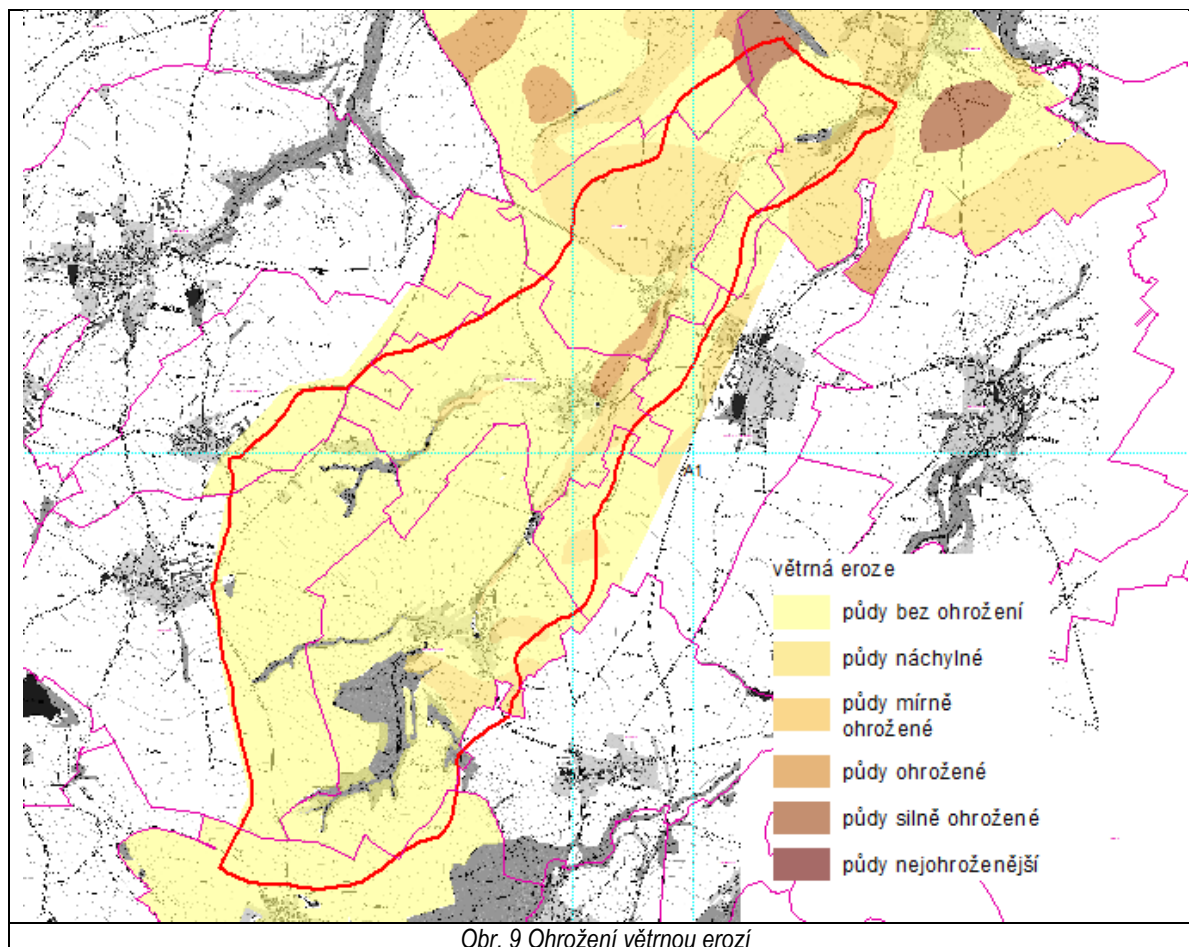 A1
větrná eroze
půdy bez ohrožení
půdy náchylné
půdy mírně
ohrožené
půdy ohrožené
půdy silně ohrožené
půdy nejohroženější
Obr. 9 Ohrožení větrnou erozí